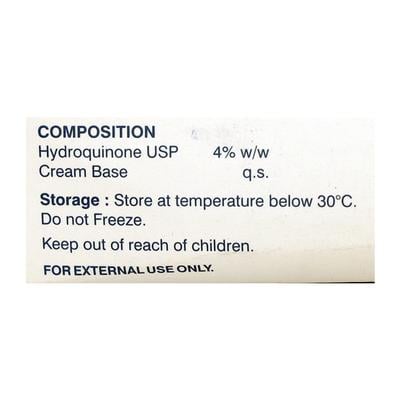 COMPOSITION
Hydroquinone USP 4% w/w
Cream Base q.s.
Storage : Store at temperature below 30°C.
Do not Freeze.
Keep out of reach of children.
FOR EXTERNAL USE ONLY.